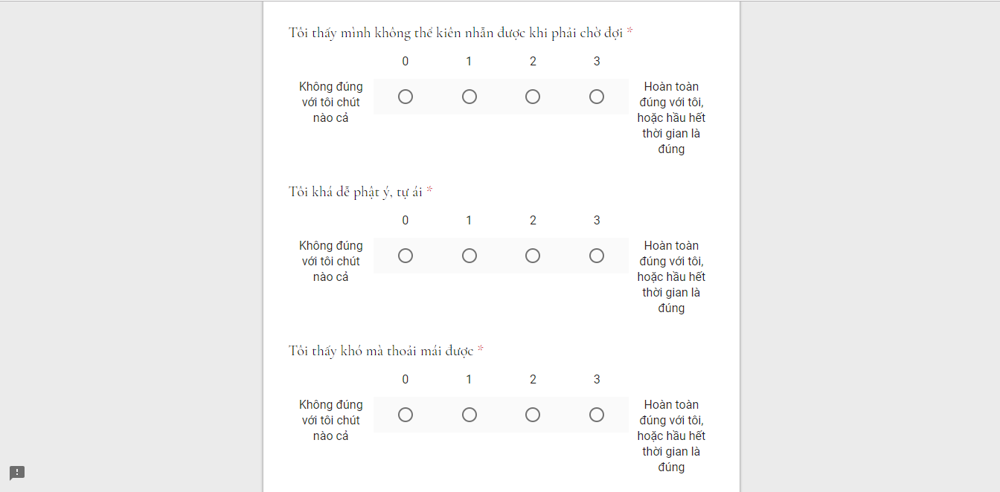 Tôi thấy mình không thể kiên nhẫn được khi phải chờ đợi *
0 1 2 3
Không đúng
với tôi chút
nào cả
Hoàn toàn
đúng với tôi,
hoặc hầu hết
thời gian là
đúng
Tôi khá dễ phật ý, tự ái *
0 1 2 3
Không đúng
với tôi chút
nào cả
Hoàn toàn
đúng với tôi,
hoặc hầu hết
thời gian là
đúng
Tôi thấy khó mà thoải mái được *
0 1 2 3
Không đúng
với tôi chút
nào cả
Hoàn toàn
đúng với tôi,
hoặc hầu hết
thời gian là
đúng